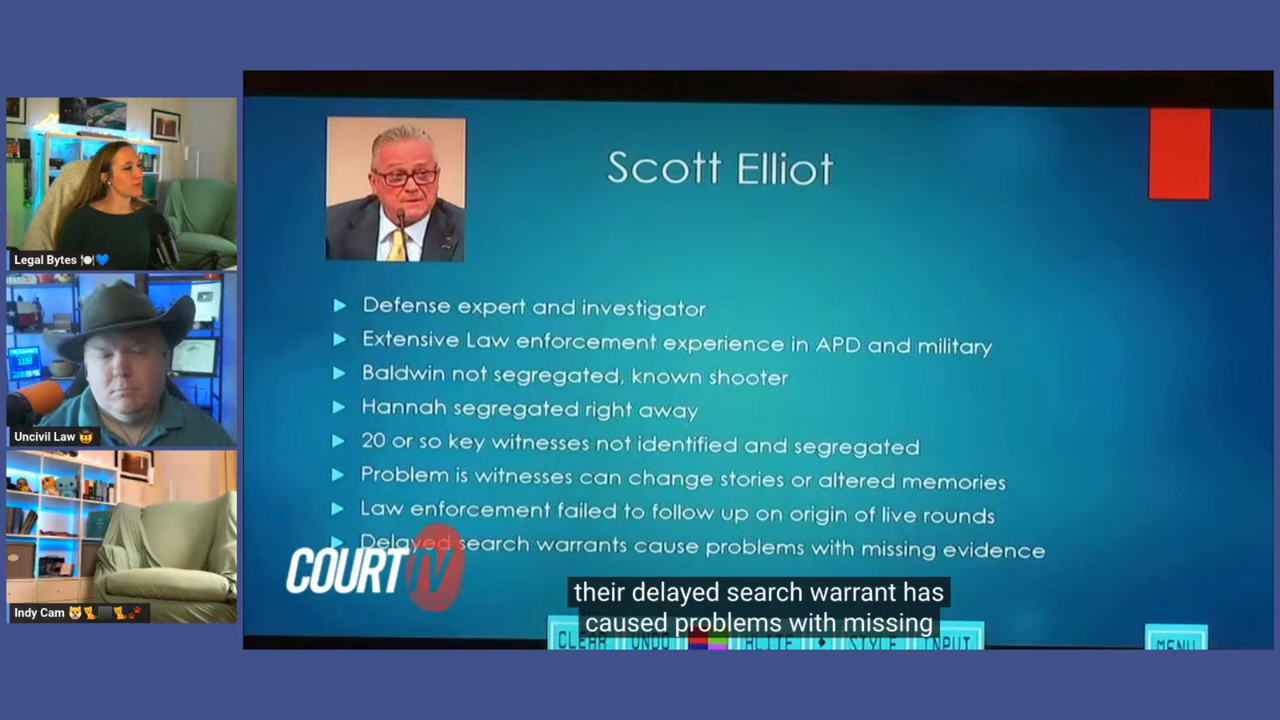 Scott Elliot
Defense expert and investigator
Extensive Law enforcement experience in APD and military
Baldwin not segregated, known shooter
Hannah segregated right away
20 or so key witnesses not identified and segregated
Problem is witnesses can change stories or altered memories
Law enforcement failed to follow up on origin of live rounds
Delayed search warrants cause problems with missing evidence
COURT TV
their delayed search warrant has
caused problems with missing
CLEAR UNDO STYLE INPUT MENU
Legal Bytes 🍽️💙
Uncivil Law 🤠
Indy Cam